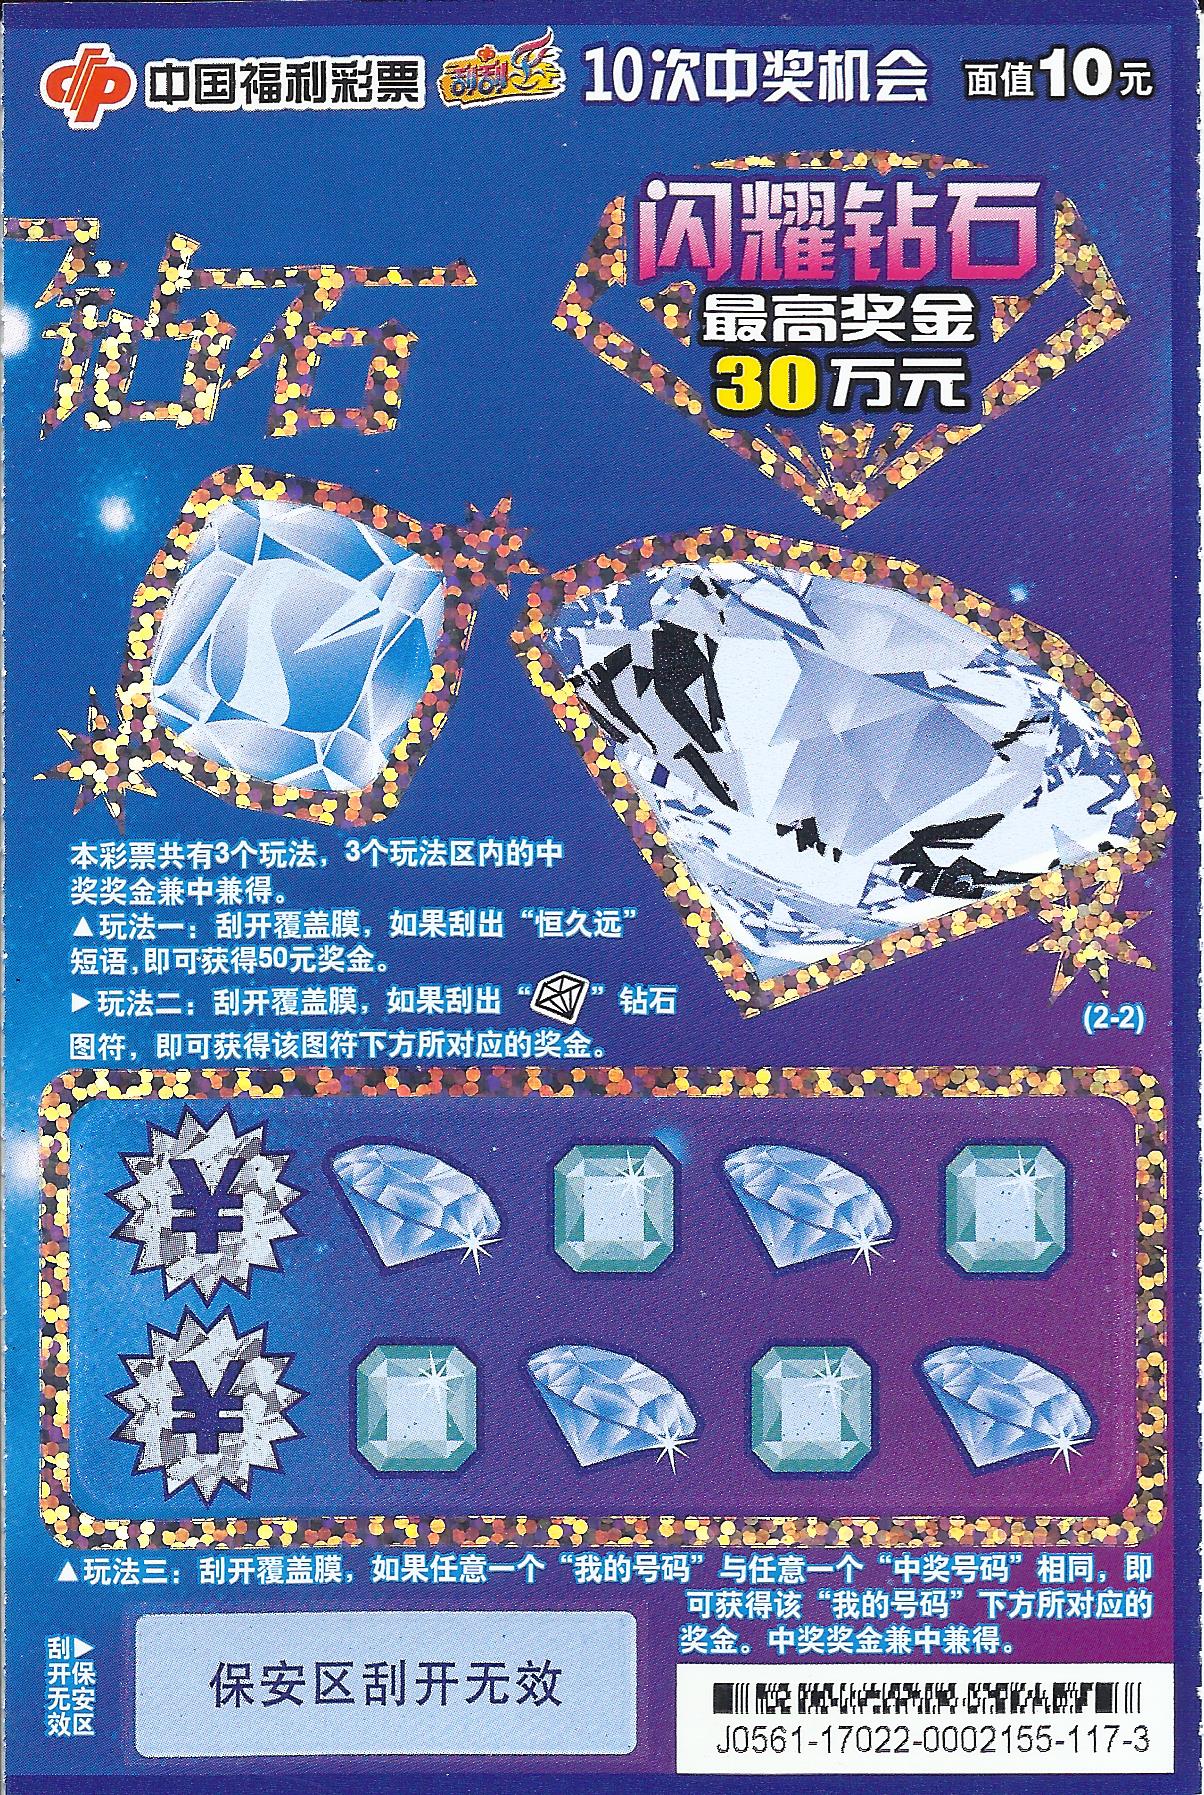 中国福利彩票 刮刮乐 10次中奖机会 面值10元
闪耀钻石
最高奖金
30万元
钻石
本彩票共有3个玩法，3个玩法区内的中
奖奖金兼中兼得。
▲玩法一：刮开覆盖膜，如果刮出“恒久远”
短语，即可获得50元奖金。
▶玩法二：刮开覆盖膜，如果刮出“ ”钻石
图符，即可获得该图符下方所对应的奖金。
(2-2)
¥
¥
▲玩法三：刮开覆盖膜，如果任意一个“我的号码”与任意一个“中奖号码”相同，即
可获得该“我的号码”下方所对应的
奖金。中奖奖金兼中兼得。
刮开无效
▶保安区
保安区刮开无效
J0561-17022-0002155-117-3